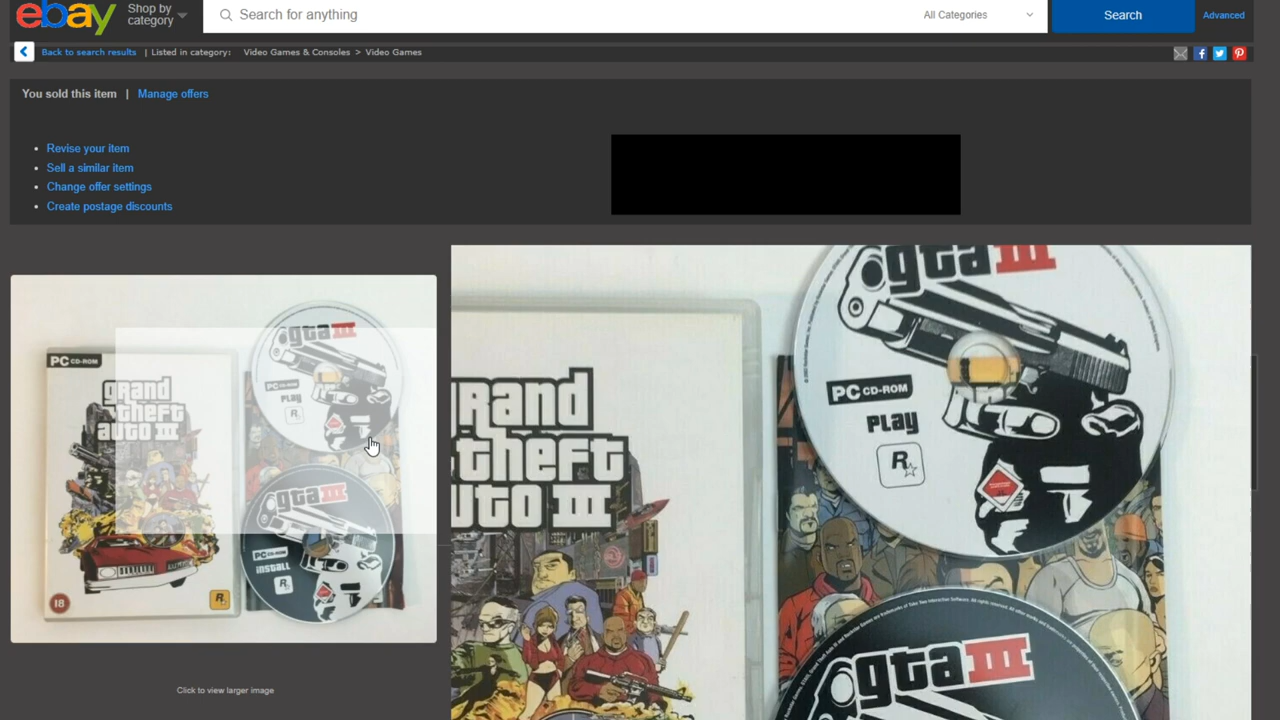 ebay
Shop by
category
Search for anything
All Categories
Search
Advanced
Back to search results | Listed in category: Video Games & Consoles > Video Games
You sold this item | Manage offers
Revise your item
Sell a similar item
Change offer settings
Create postage discounts
PC CD-ROM
grand
theft
auto III
18
R
gta III
PC CD-ROM
PLAY
R
gta III
PC CD-ROM
INSTALL
R
Click to view larger image
Rand
theft
uto III
gta III
PC CD-ROM
PLAY
R
gta III